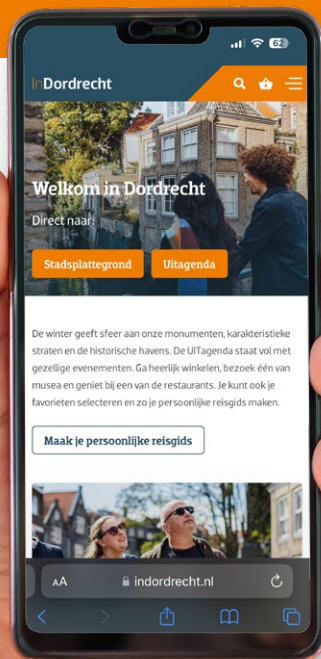 62
InDordrecht
Welkom in Dordrecht
Direct naar:
Stadsplattegrond
Uitagenda
De winter geeft sfeer aan onze monumenten, karakteristieke
straten en de historische havens. De UITagenda staat vol met
gezellige evenementen. Ga heerlijk winkelen, bezoek één van
musea en geniet bij een van de restaurants. Je kunt ook je
favorieten selecteren en zo je persoonlijke reisgids maken.
Maak je persoonlijke reisgids
AA
indordrecht.nl